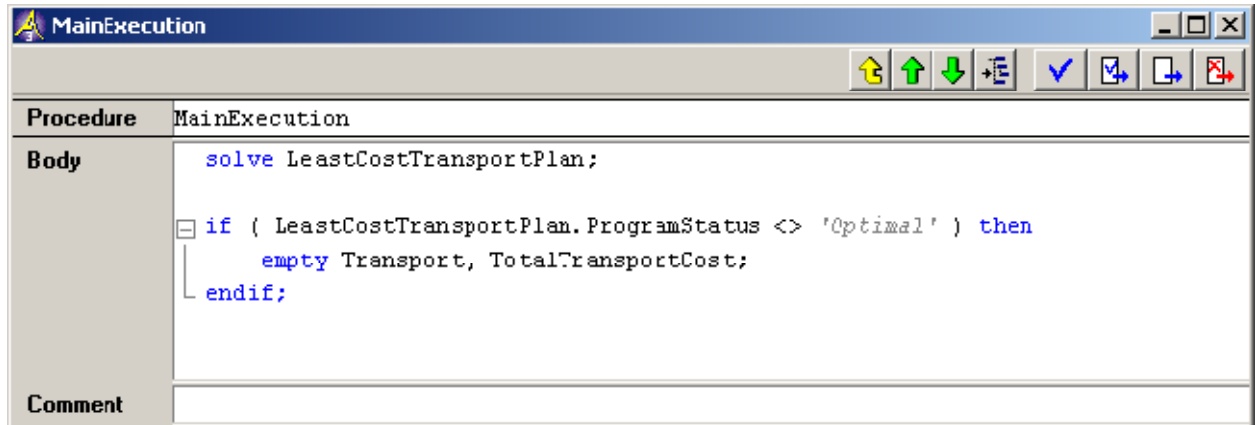 MainExecution
Procedure MainExecution
Body solve LeastCostTransportPlan;
if ( LeastCostTransportPlan.ProgramStatus <> 'Optimal' ) then
empty Transport, TotalTransportCost;
endif;
Comment